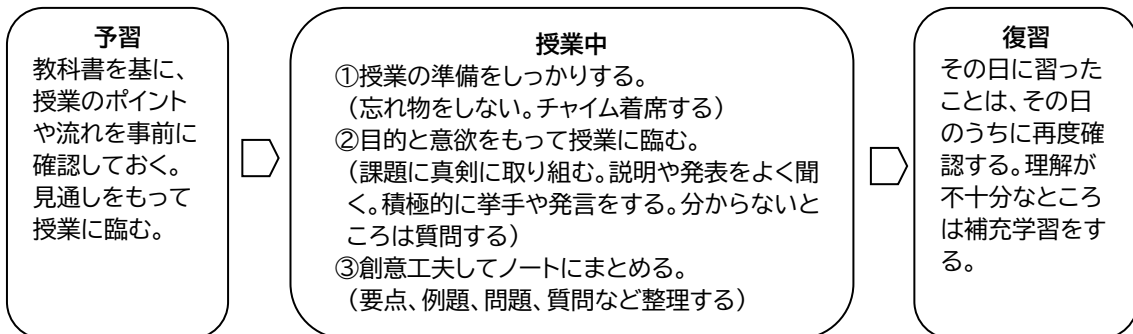 予習
教科書を基に、
授業のポイント
や流れを事前に
確認しておく。
見通しをもって
授業に臨む。
授業中
①授業の準備をしっかりする。
（忘れ物をしない。チャイム着席する）
②目的と意欲をもって授業に臨む。
（課題に真剣に取り組む。説明や発表をよく聞
く。積極的に挙手や発言をする。分からないと
ころは質問する）
③創意工夫してノートにまとめる。
（要点、例題、問題、質問など整理する）
復習
その日に習った
ことは、その日
のうちに再度確
認する。理解が
不十分なところ
は補充学習をす
る。